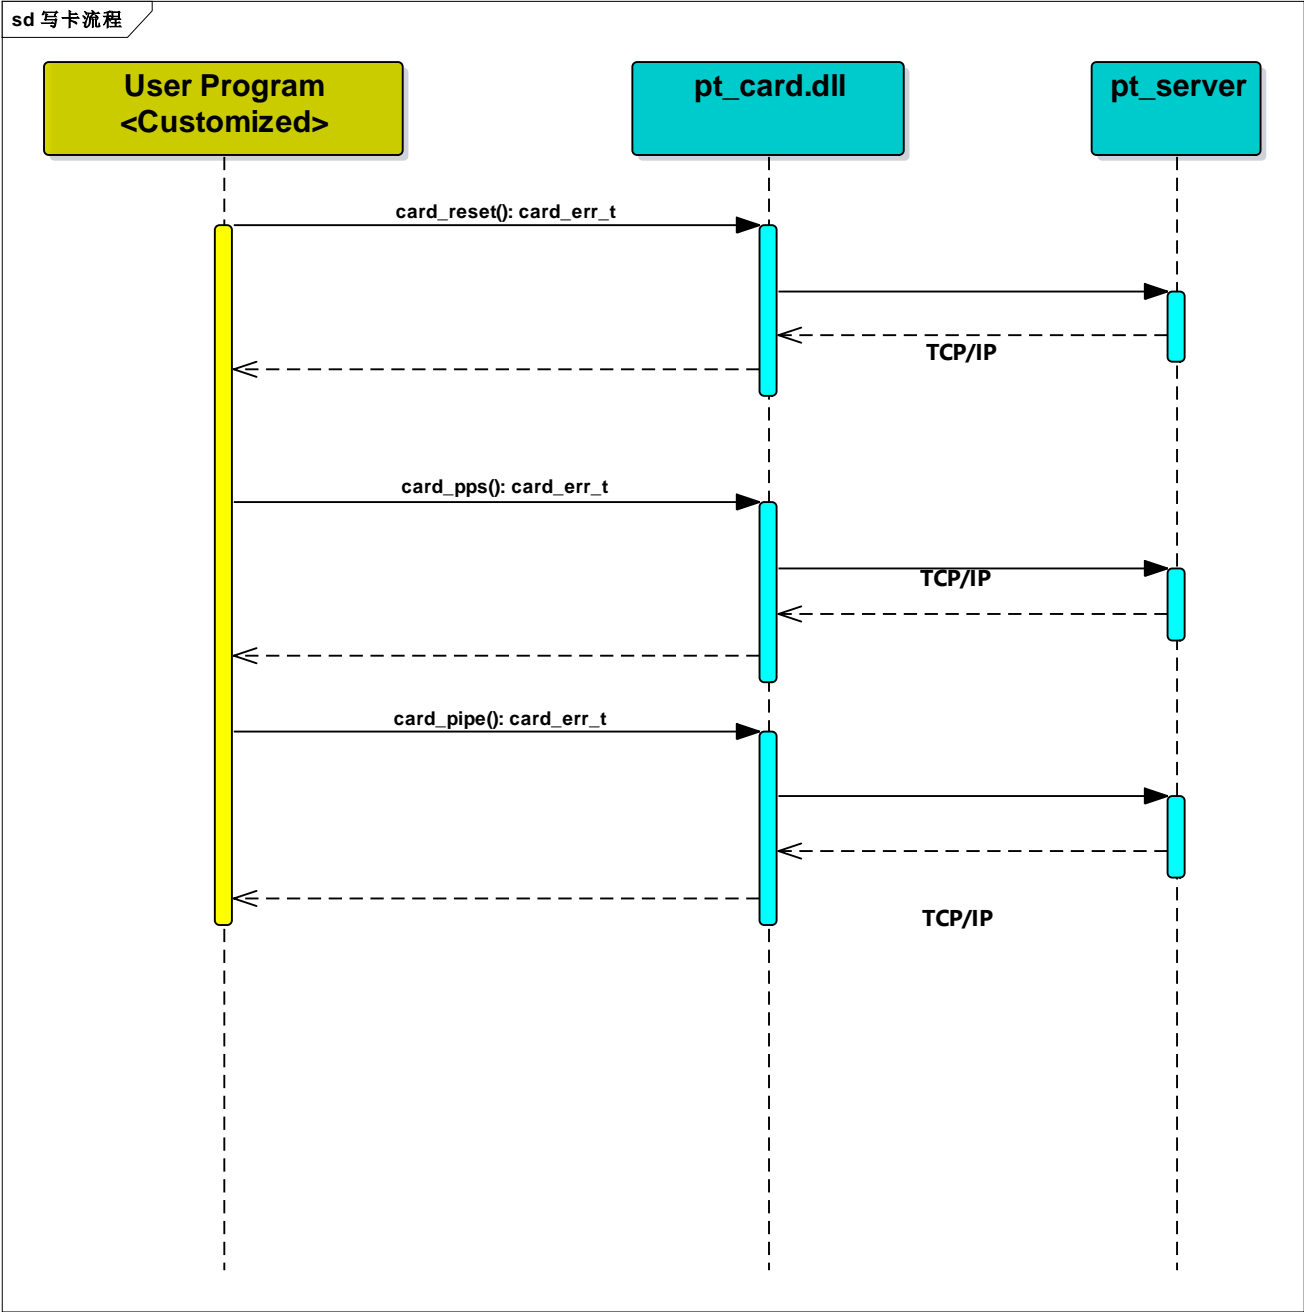 sd 写卡流程
User Program
<Customized>
pt_card.dll
pt_server
card_reset(): card_err_t
TCP/IP
card_pps(): card_err_t
TCP/IP
card_pipe(): card_err_t
TCP/IP